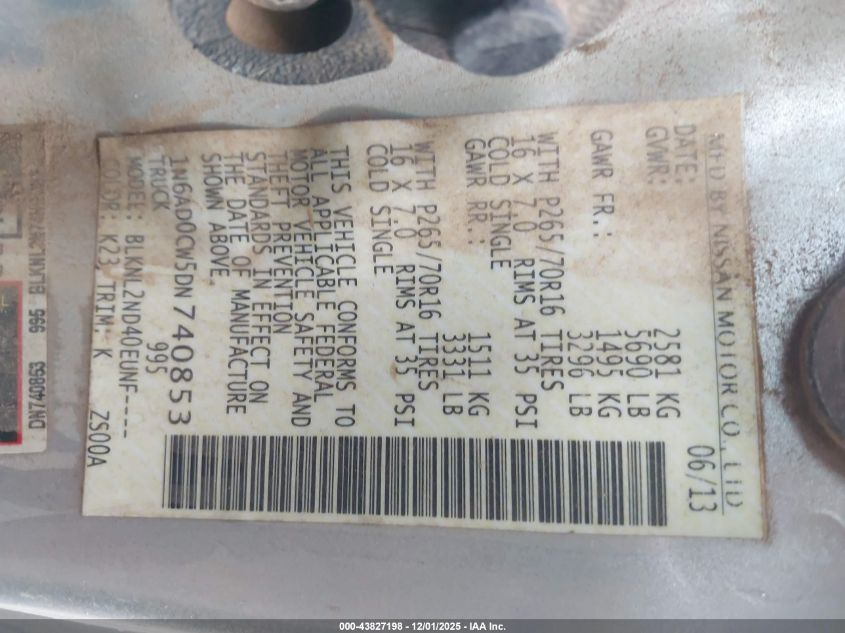 MFD BY NISSAN MOTOR CO., LTD
DATE: 06/13
GVWR: 2581 KG
5690 LB
GAWR FR.: 1495 KG
3296 LB
WITH P265/70R16 TIRES
16 X 7.0 RIMS AT 35 PSI
COLD SINGLE
GAWR RR.: 1511 KG
3331 LB
WITH P265/70R16 TIRES
16 X 7.0 RIMS AT 35 PSI
COLD SINGLE
THIS VEHICLE CONFORMS TO
ALL APPLICABLE FEDERAL
MOTOR VEHICLE SAFETY AND
THEFT PREVENTION
STANDARDS IN EFFECT ON
THE DATE OF MANUFACTURE
SHOWN ABOVE.
1N6AD0CW5DN740853
TRUCK 995
MODEL: BLKNL2ND40EUNF----
COLOR: K23 TRIM: K ZS00A
DN740853 995
000-43827198 - 12/01/2025 - IAA Inc.